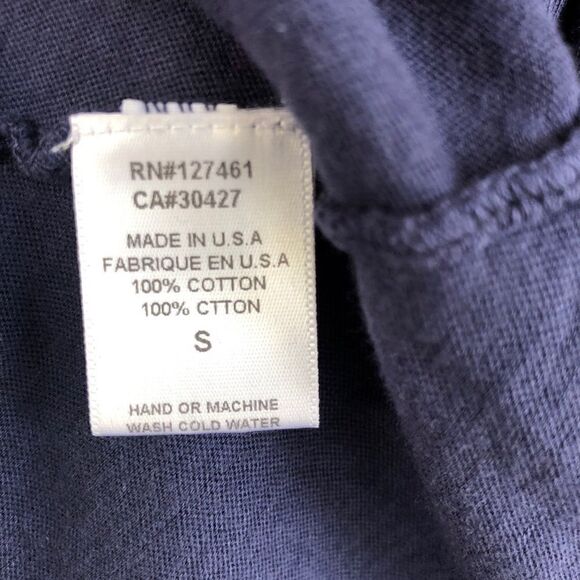 RN#127461
CA#30427
MADE IN U.S.A
FABRIQUE EN U.S.A
100% COTTON
100% CTTON
S
HAND OR MACHINE
WASH COLD WATER